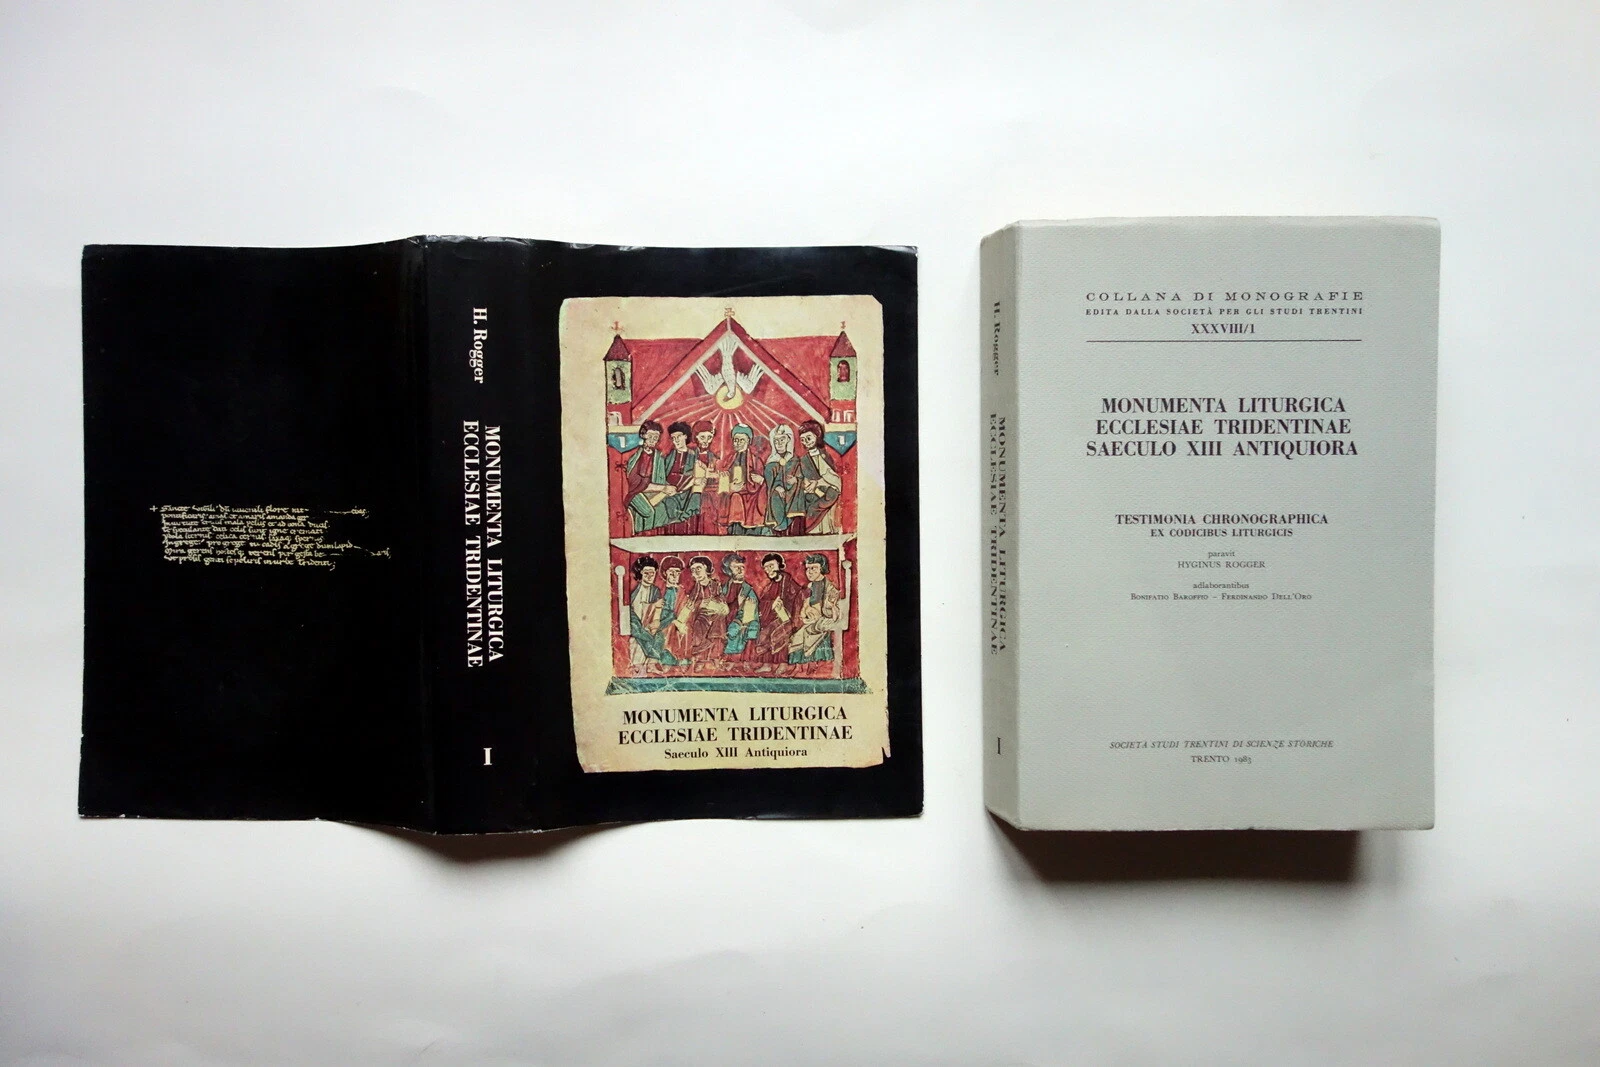 H. Rogger
MONUMENTA LITURGICA
ECCLESIAE TRIDENTINAE
I
MONUMENTA LITURGICA
ECCLESIAE TRIDENTINAE
Saeculo XIII Antiquiora
H. Rogger
MONUMENTA LITURGICA
ECCLESIAE TRIDENTINAE
I
COLLANA DI MONOGRAFIE
EDITA DALLA SOCIETÀ PER GLI STUDI TRENTINI
XXXVIII/1
MONUMENTA LITURGICA
ECCLESIAE TRIDENTINAE
SAECULO XIII ANTIQUIORA
TESTIMONIA CHRONOGRAPHICA
EX CODICIBUS LITURGICIS
paravit
HYGINUS ROGGER
adlaborantibus
BONIFATIO BAROFFIO – FERDINANDO DELL'ORO
SOCIETÀ STUDI TRENTINI DI SCIENZE STORICHE
TRENTO 1983